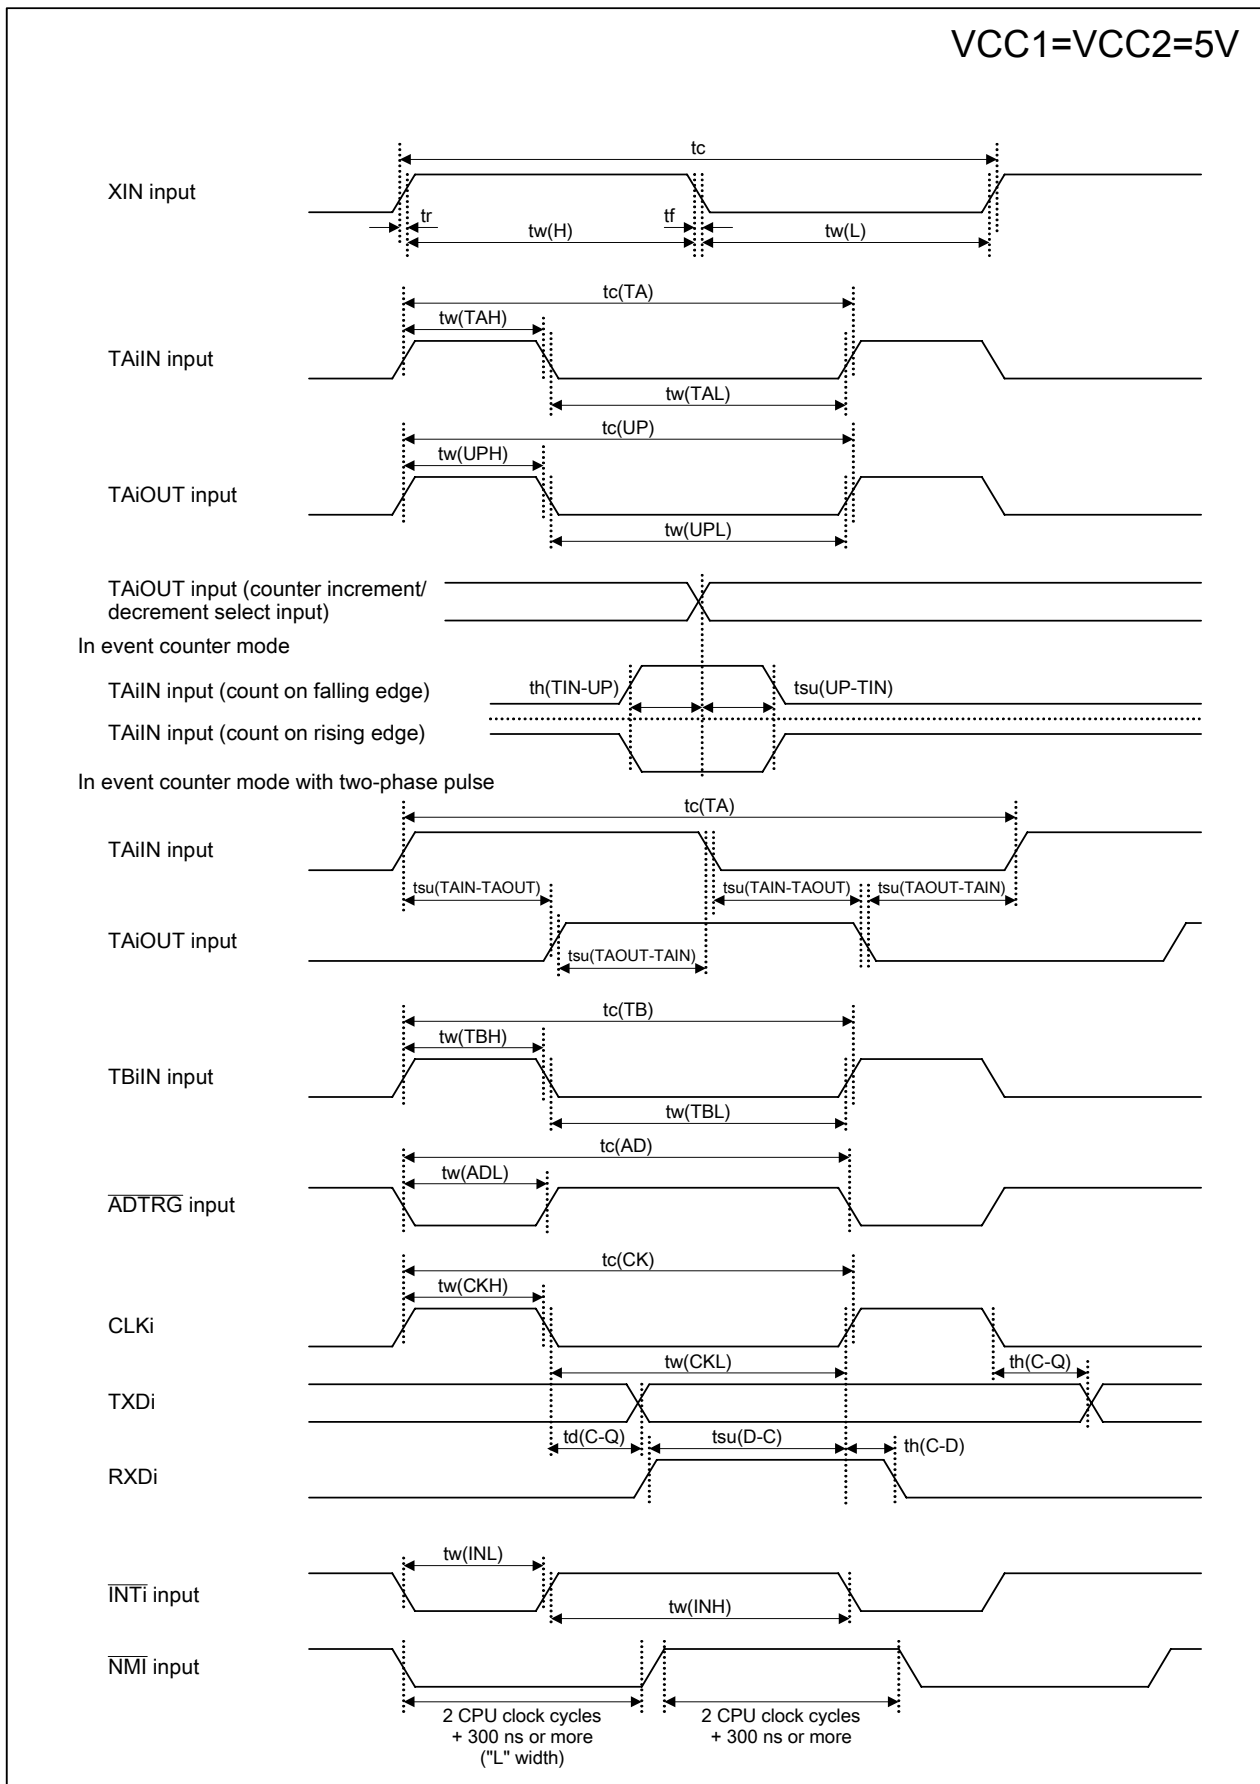 VCC1=VCC2=5V
tc
XIN input
tr
tf
tw(H)
tw(L)
tc(TA)
tw(TAH)
TAiIN input
tw(TAL)
tc(UP)
tw(UPH)
TAiOUT input
tw(UPL)
TAiOUT input (counter increment/
decrement select input)
In event counter mode
TAiIN input (count on falling edge)
th(TIN-UP)
tsu(UP-TIN)
TAiIN input (count on rising edge)
In event counter mode with two-phase pulse
tc(TA)
TAiIN input
tsu(TAIN-TAOUT)
tsu(TAIN-TAOUT)
tsu(TAOUT-TAIN)
TAiOUT input
tsu(TAOUT-TAIN)
tc(TB)
tw(TBH)
TBiIN input
tw(TBL)
tc(AD)
tw(ADL)
ADTRG input
tc(CK)
tw(CKH)
CLKi
tw(CKL)
th(C-Q)
TXDi
td(C-Q)
tsu(D-C)
th(C-D)
RXDi
tw(INL)
INTi input
tw(INH)
NMI input
2 CPU clock cycles
+ 300 ns or more
("L" width)
2 CPU clock cycles
+ 300 ns or more